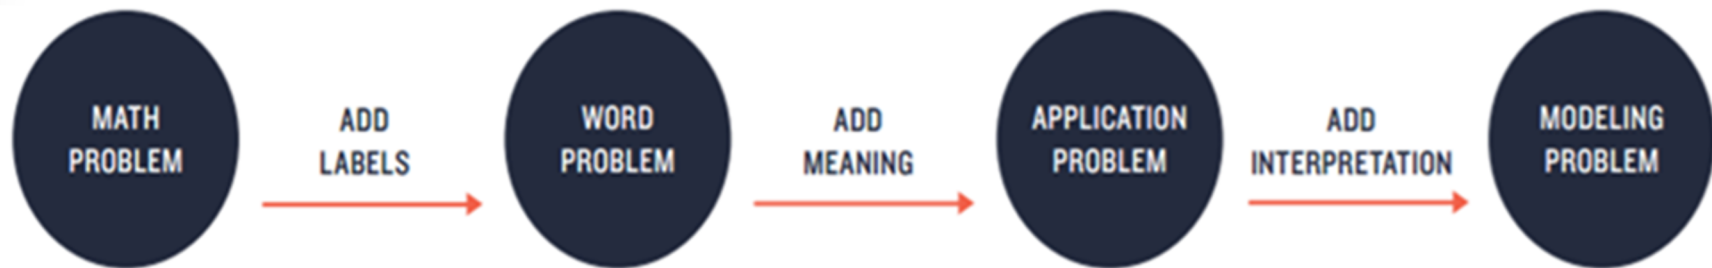 MATH
PROBLEM
ADD
LABELS
WORD
PROBLEM
ADD
MEANING
APPLICATION
PROBLEM
ADD
INTERPRETATION
MODELING
PROBLEM